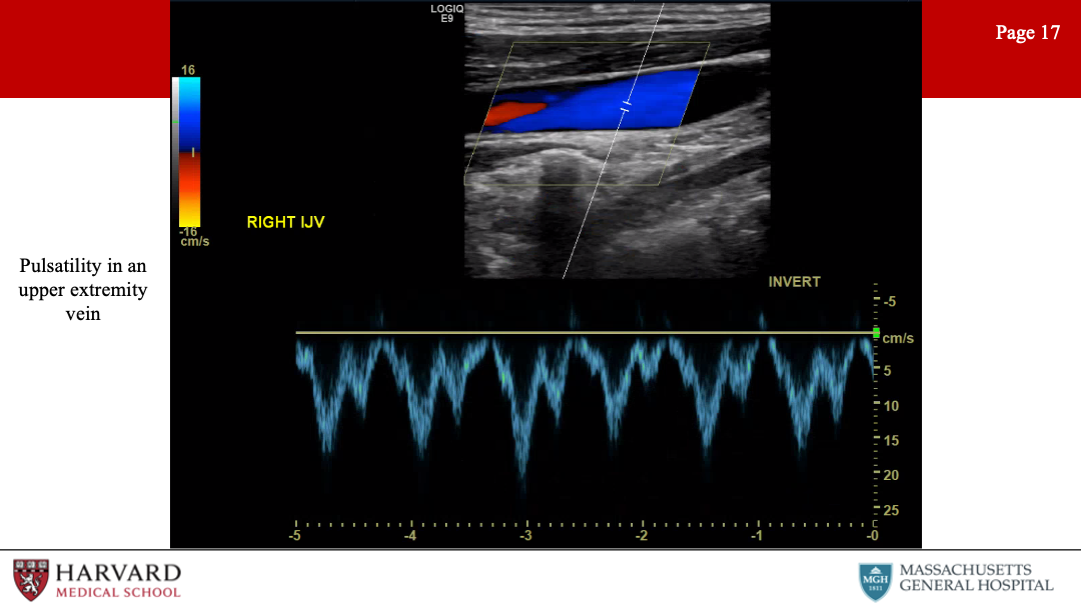 Page 17
LOGIQ
E9
16
-16
cm/s
RIGHT IJV
Pulsatility in an
upper extremity
vein
INVERT
-5
cm/s
5
10
15
20
25
-5 -4 -3 -2 -1 -0
HARVARD
MEDICAL SCHOOL
MGH
1811
MASSACHUSETTS
GENERAL HOSPITAL